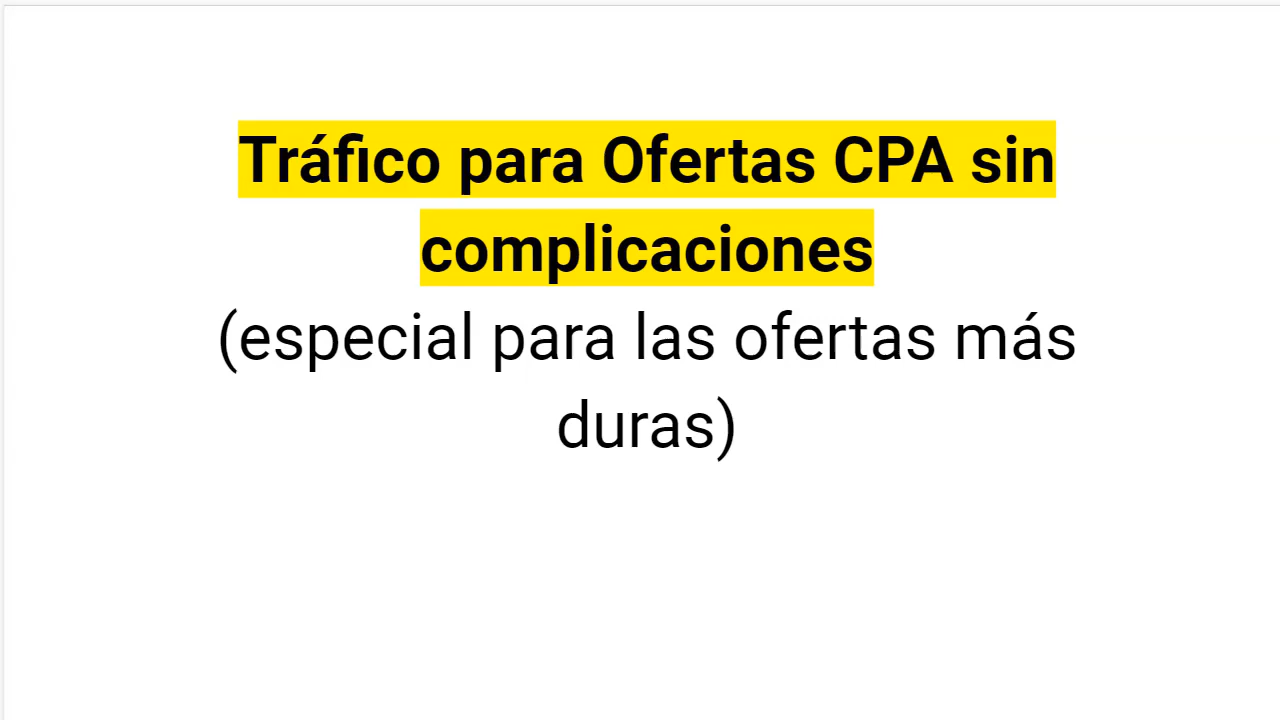 Tráfico para Ofertas CPA sin
complicaciones
(especial para las ofertas más
duras)